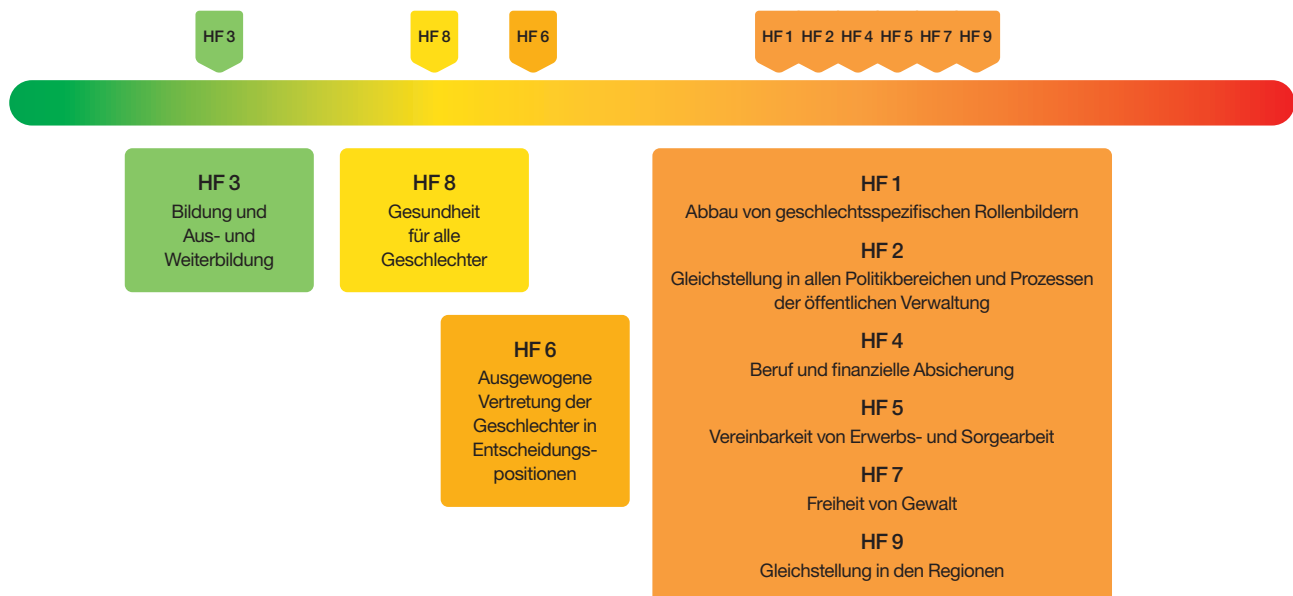 HF 3
HF 8
HF 6
HF 1
HF 2
HF 4
HF 5
HF 7
HF 9
HF 3
Bildung und
Aus- und
Weiterbildung
HF 8
Gesundheit
für alle
Geschlechter
HF 6
Ausgewogene
Vertretung der
Geschlechter in
Entscheidungs-
positionen
HF 1
Abbau von geschlechtsspezifischen Rollenbildern
HF 2
Gleichstellung in allen Politikbereichen und Prozessen
der öffentlichen Verwaltung
HF 4
Beruf und finanzielle Absicherung
HF 5
Vereinbarkeit von Erwerbs- und Sorgearbeit
HF 7
Freiheit von Gewalt
HF 9
Gleichstellung in den Regionen